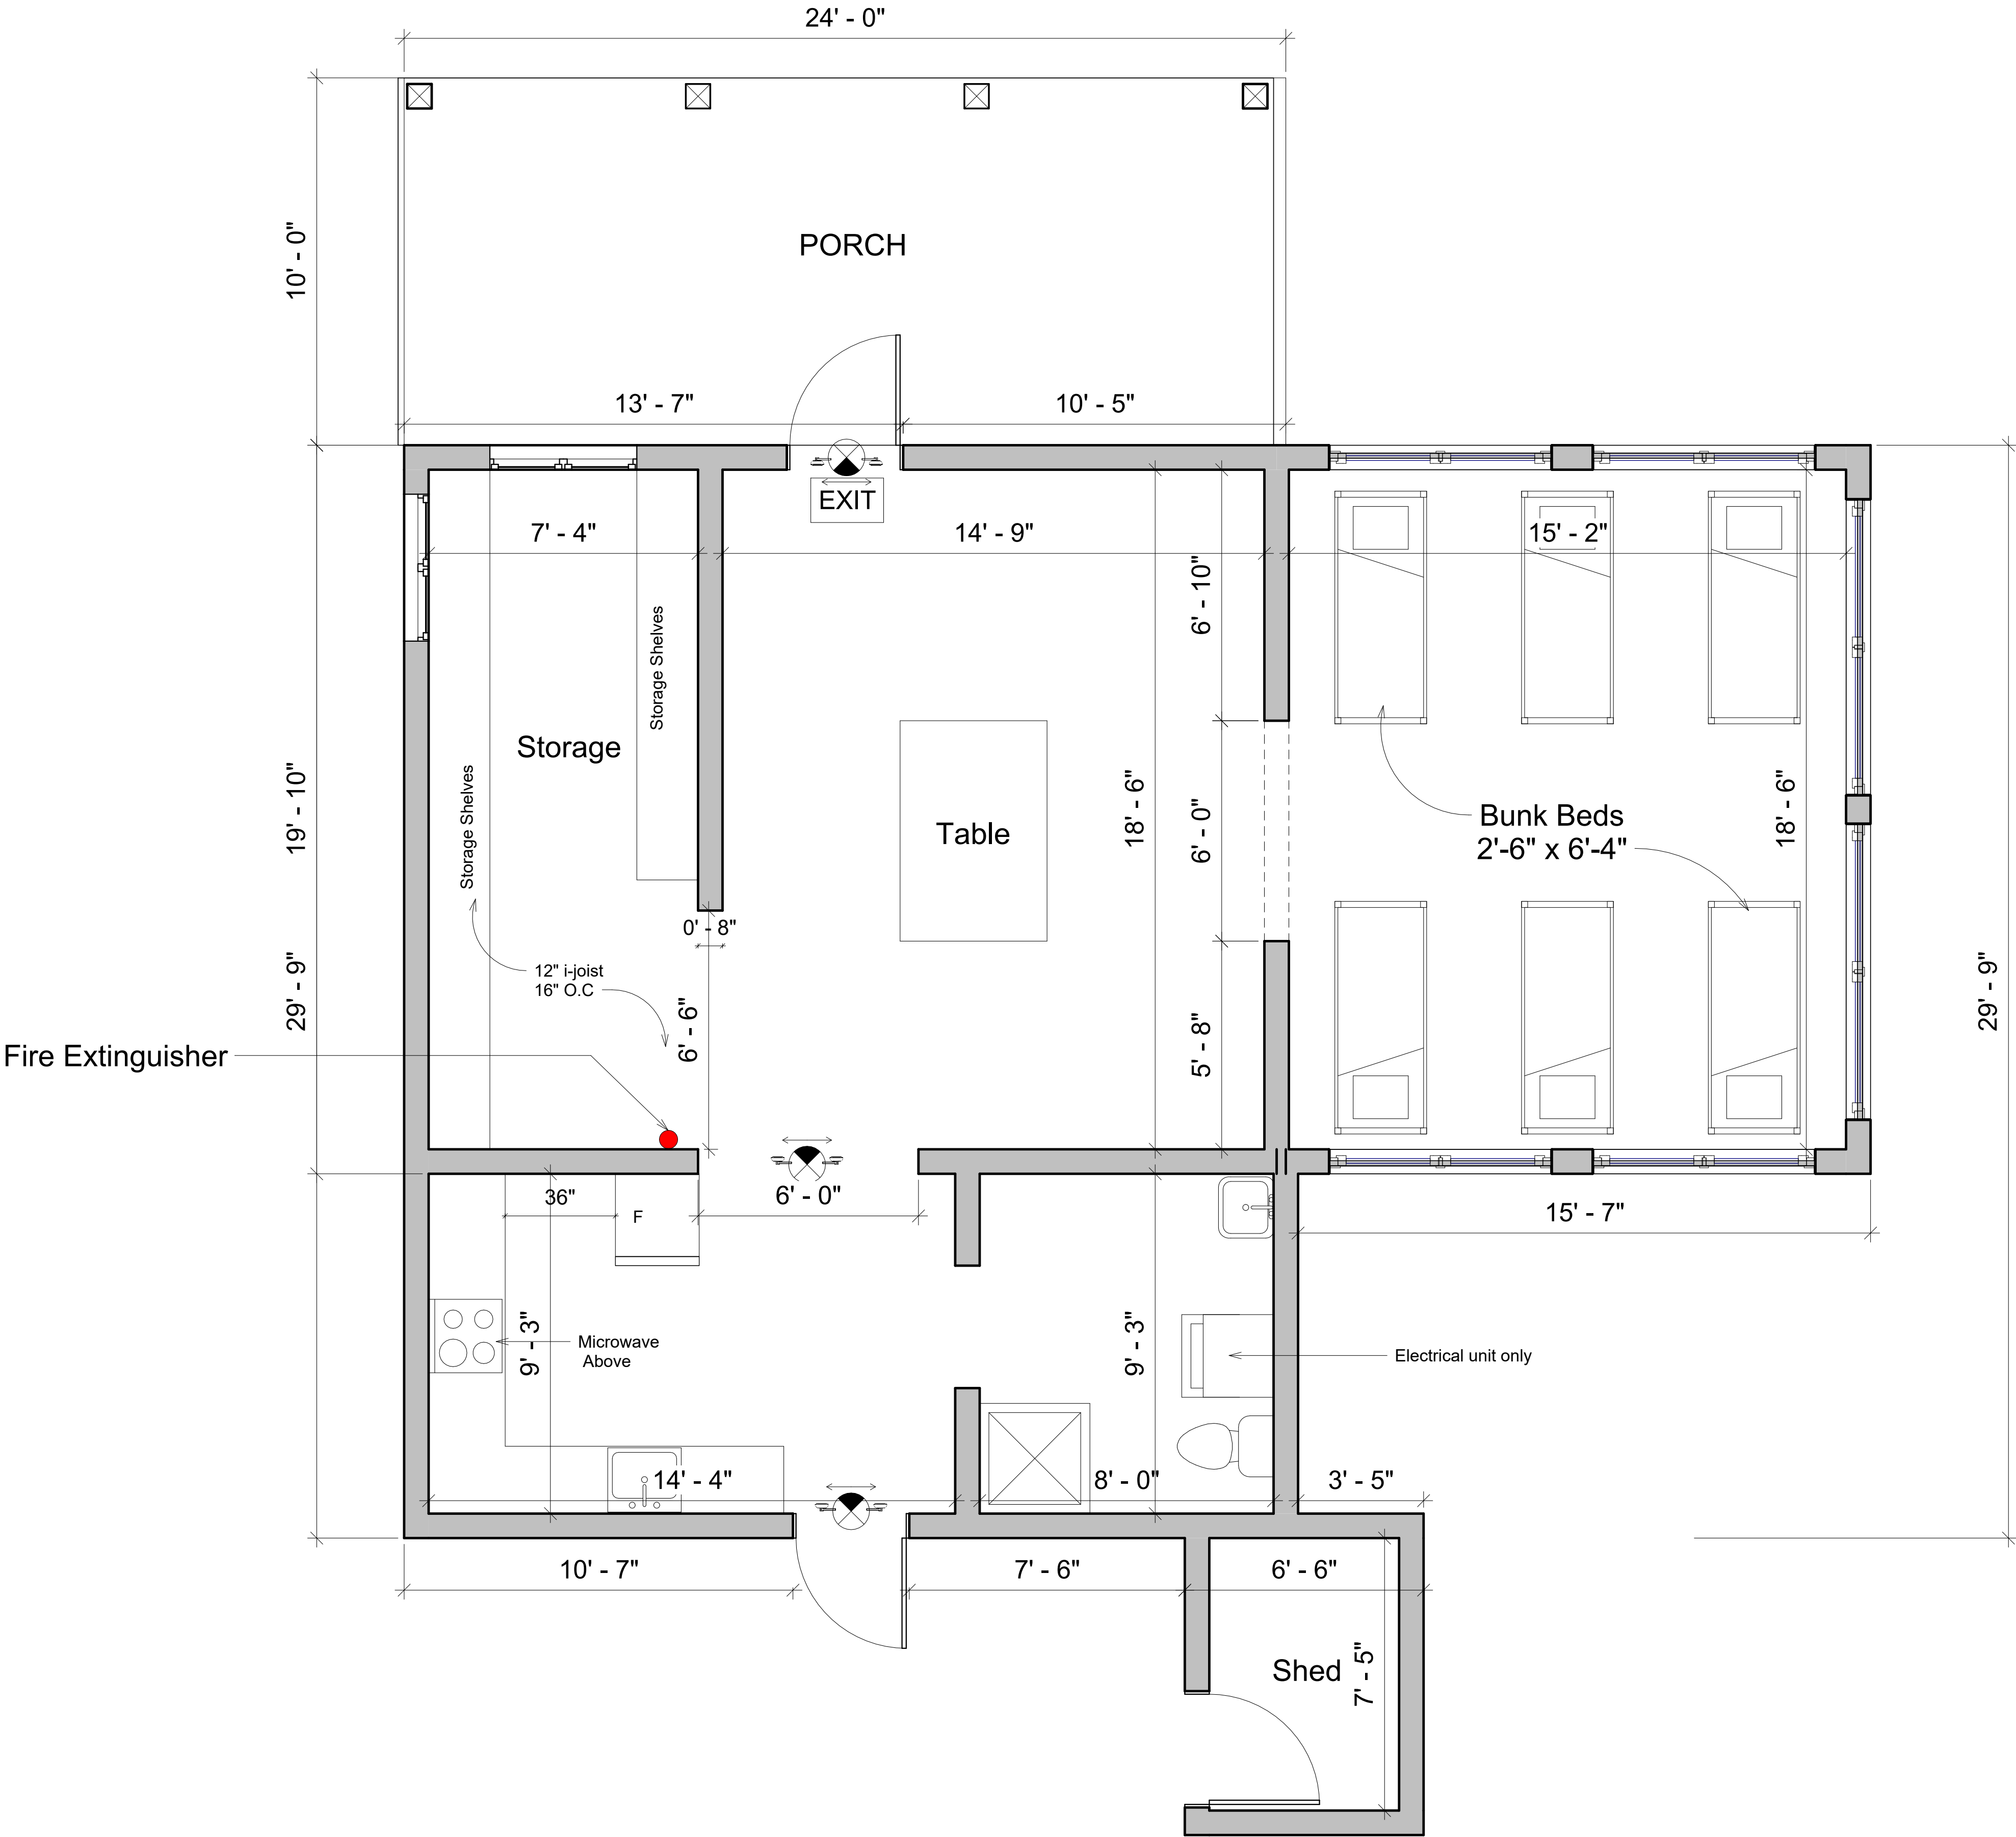 24' - 0"
10' - 0"
PORCH
13' - 7"
10' - 5"
EXIT
7' - 4"
14' - 9"
15' - 2"
6' - 10"
Storage Shelves
Storage
Storage Shelves
19' - 10"
Table
18' - 6"
6' - 0"
Bunk Beds
2'-6" x 6'-4"
18' - 6"
0' - 8"
12" i-joist
16" O.C
29' - 9"
6' - 6"
5' - 8"
29' - 9"
Fire Extinguisher
36"
F
6' - 0"
15' - 7"
9' - 3"
Microwave
Above
9' - 3"
Electrical unit only
14' - 4"
8' - 0"
3' - 5"
10' - 7"
7' - 6"
6' - 6"
Shed
7' - 5"